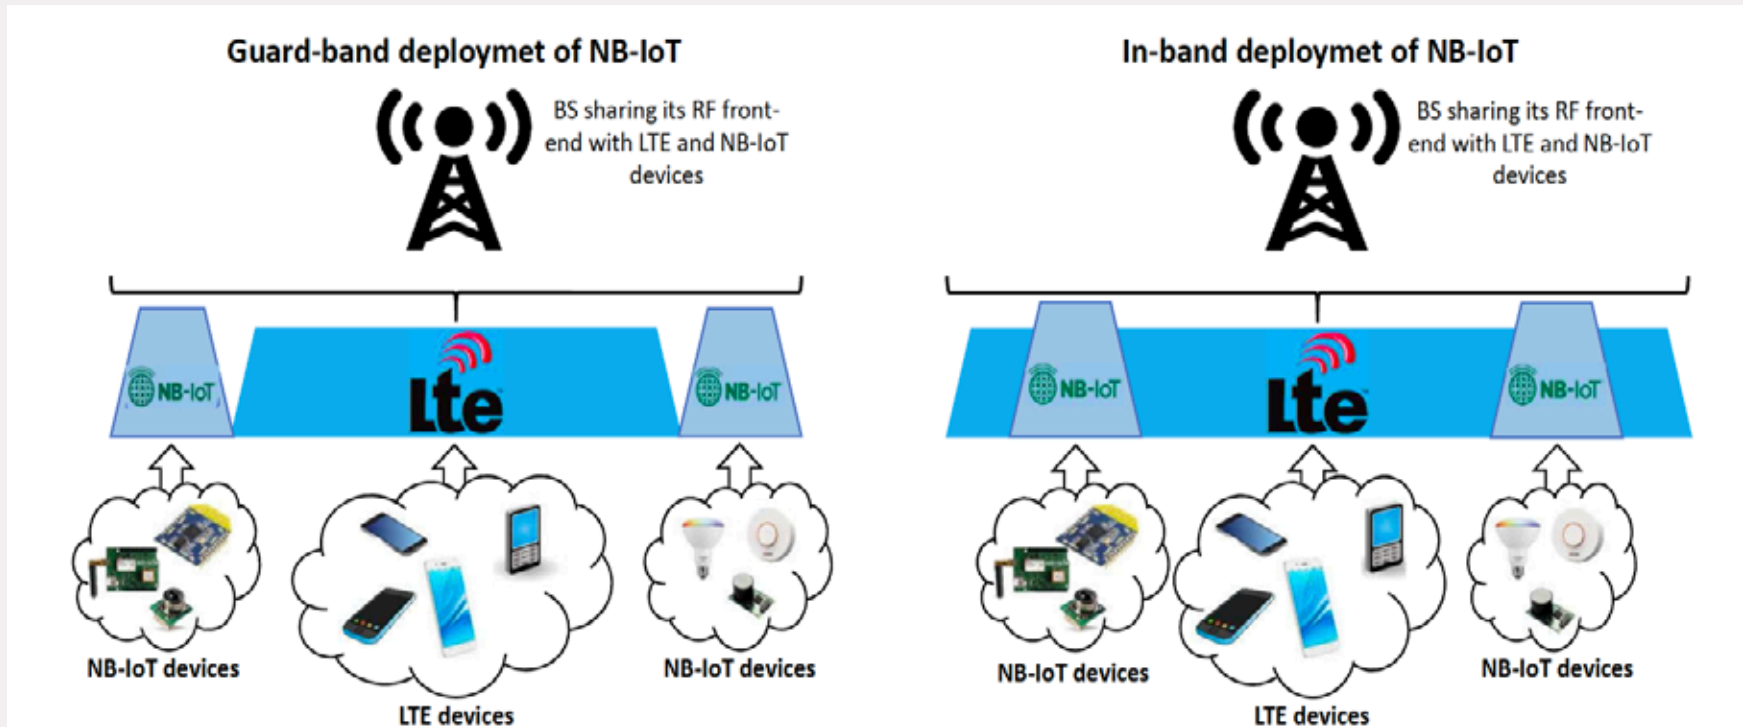 Guard-band deploymet of NB-IoT
BS sharing its RF front-
end with LTE and NB-IoT
devices
NB-IoT
Lte
NB-IoT
NB-IoT devices
LTE devices
NB-IoT devices
In-band deploymet of NB-IoT
BS sharing its RF front-
end with LTE and NB-IoT
devices
NB-IoT
Lte
NB-IoT
NB-IoT devices
LTE devices
NB-IoT devices